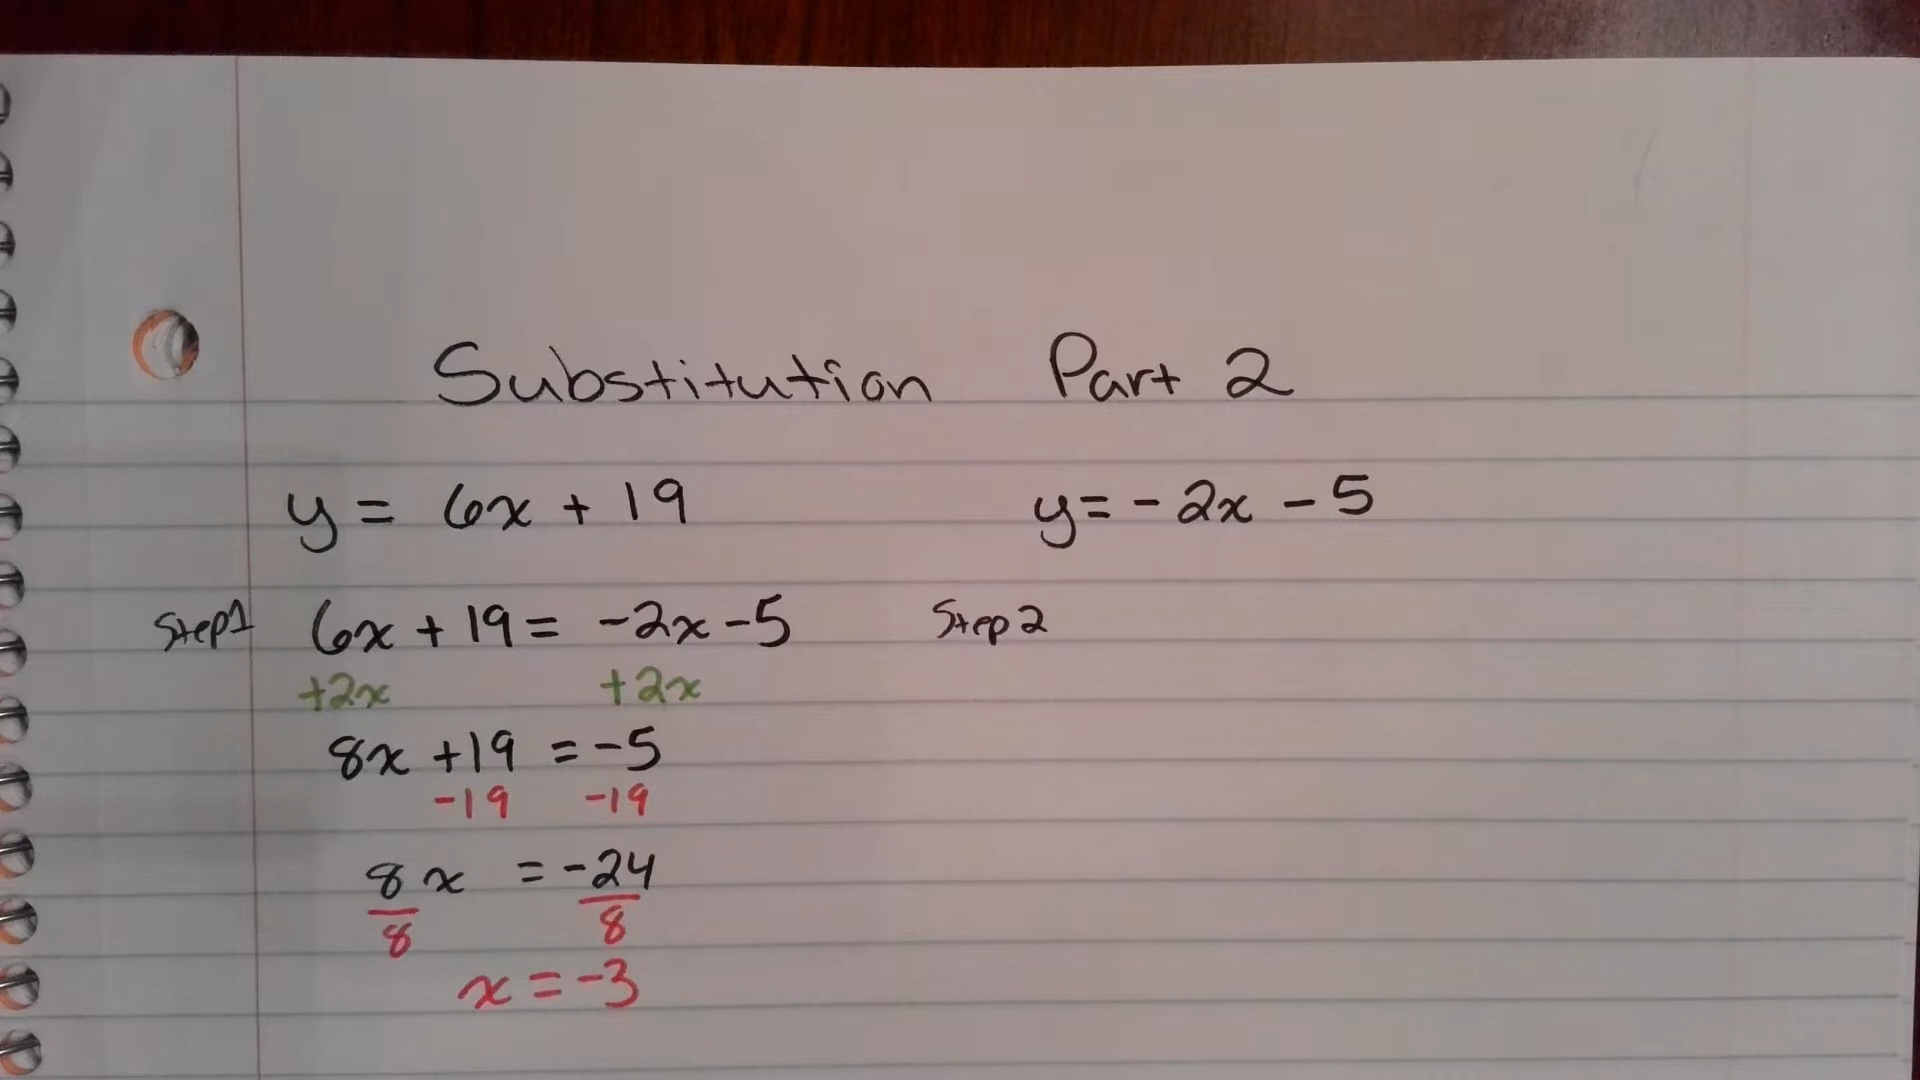 Substitution Part 2
y = 6x + 19 y = -2x - 5
Step1 6x + 19 = -2x - 5 Step 2
+2x +2x
8x + 19 = -5
-19 -19
8x = -24
8 8
x = -3